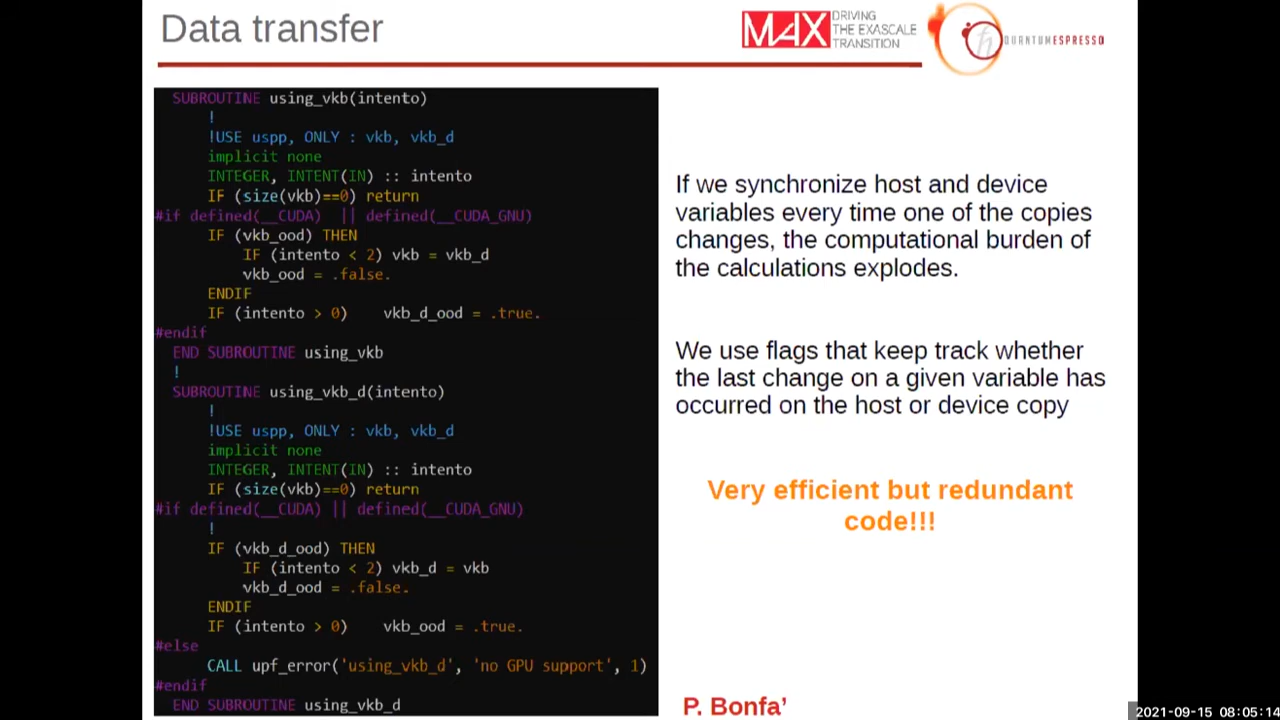 Data transfer
MAX DRIVING
THE EXASCALE
TRANSITION
QUANTUMESPRESSO
SUBROUTINE using_vkb(intento)
!
!USE uspp, ONLY : vkb, vkb_d
implicit none
INTEGER, INTENT(IN) :: intento
IF (size(vkb)==0) return
#if defined(__CUDA) || defined(__CUDA_GNU)
IF (vkb_ood) THEN
IF (intento < 2) vkb = vkb_d
vkb_ood = .false.
ENDIF
IF (intento > 0) vkb_d_ood = .true.
#endif
END SUBROUTINE using_vkb
!
SUBROUTINE using_vkb_d(intento)
!
!USE uspp, ONLY : vkb, vkb_d
implicit none
INTEGER, INTENT(IN) :: intento
IF (size(vkb)==0) return
#if defined(__CUDA) || defined(__CUDA_GNU)
!
IF (vkb_d_ood) THEN
IF (intento < 2) vkb_d = vkb
vkb_d_ood = .false.
ENDIF
IF (intento > 0) vkb_ood = .true.
#else
CALL upf_error('using_vkb_d', 'no GPU support', 1)
#endif
END SUBROUTINE using_vkb_d
If we synchronize host and device
variables every time one of the copies
changes, the computational burden of
the calculations explodes.
We use flags that keep track whether
the last change on a given variable has
occurred on the host or device copy
Very efficient but redundant
code!!!
P. Bonfa’
2021-09-15 08:05:14